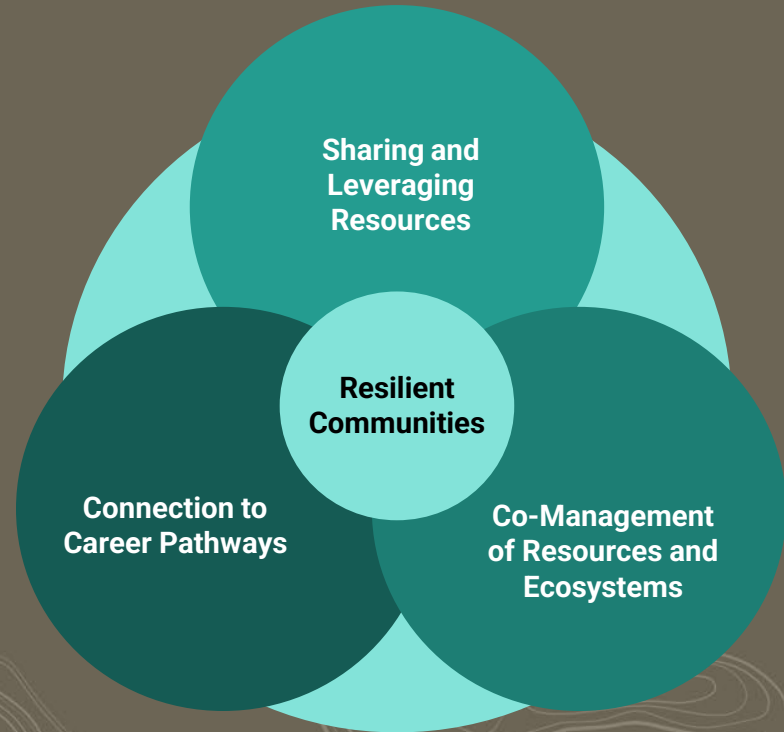 Sharing and
Leveraging
Resources
Resilient
Communities
Connection to
Career Pathways
Co-Management
of Resources and
Ecosystems